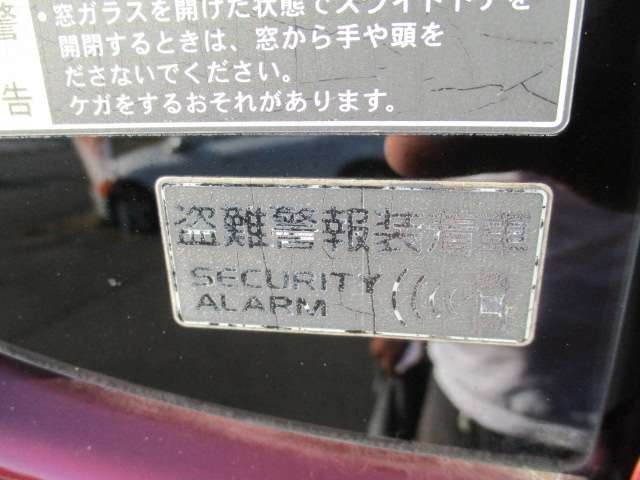 警告
・窓ガラスを開けた状態でスライドドアを
開閉するときは、窓から手や頭を
ださないでください。
ケガをするおそれがあります。
盗難警報装着車
SECURITY
ALARM